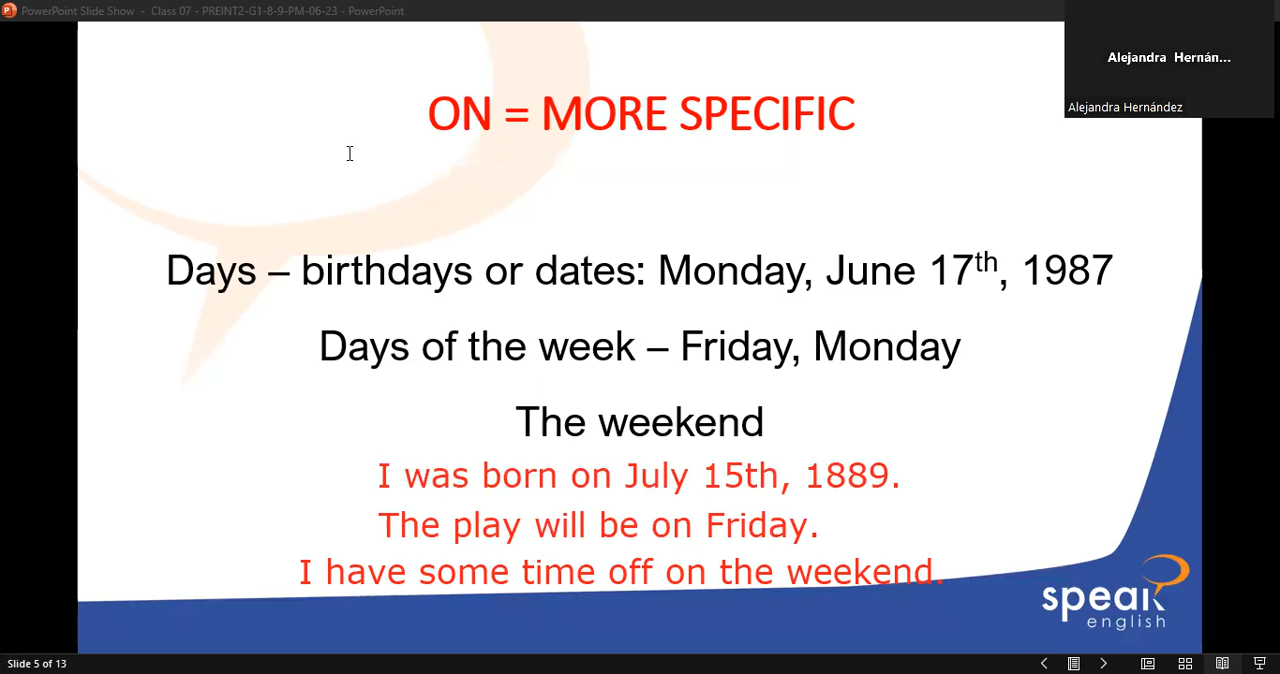 PowerPoint Slide Show - Class 07 - PREINT2-G1-8-9-PM-06-23 - PowerPoint
Alejandra Hernán...
Alejandra Hernández
ON = MORE SPECIFIC
Days – birthdays or dates: Monday, June 17th, 1987
Days of the week – Friday, Monday
The weekend
I was born on July 15th, 1889.
The play will be on Friday.
I have some time off on the weekend.
speak
english
Slide 5 of 13